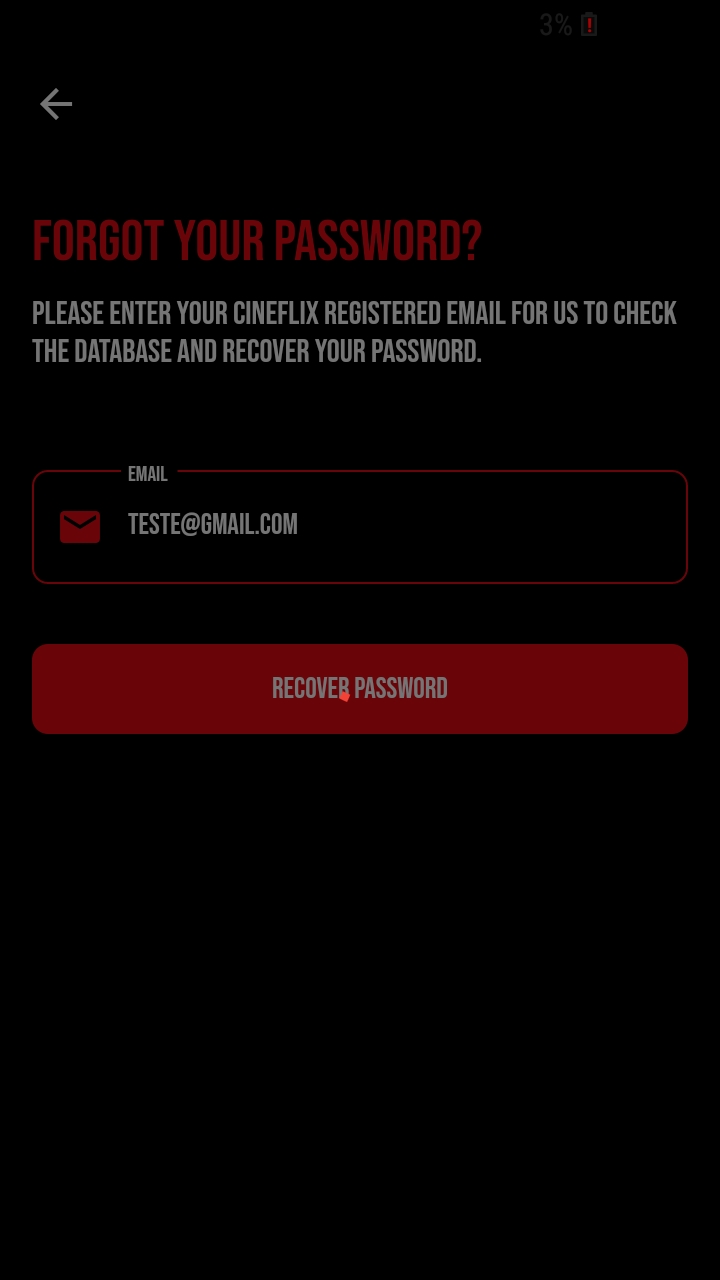 3%
FORGOT YOUR PASSWORD?
PLEASE ENTER YOUR CINEFLIX REGISTERED EMAIL FOR US TO CHECK
THE DATABASE AND RECOVER YOUR PASSWORD.
EMAIL
TESTE@GMAIL.COM
RECOVER PASSWORD